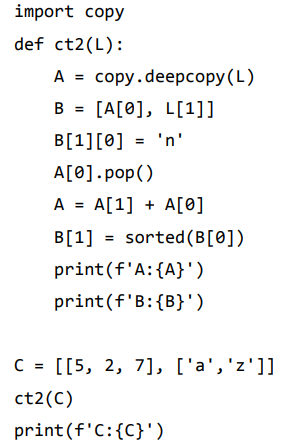 import copy
def ct2(L):
    A = copy.deepcopy(L)
    B = [A[0], L[1]]
    B[1][0] = 'n'
    A[0].pop()
    A = A[1] + A[0]
    B[1] = sorted(B[0])
    print(f'A:{A}')
    print(f'B:{B}')

C = [[5, 2, 7], ['a','z']]
ct2(C)
print(f'C:{C}')